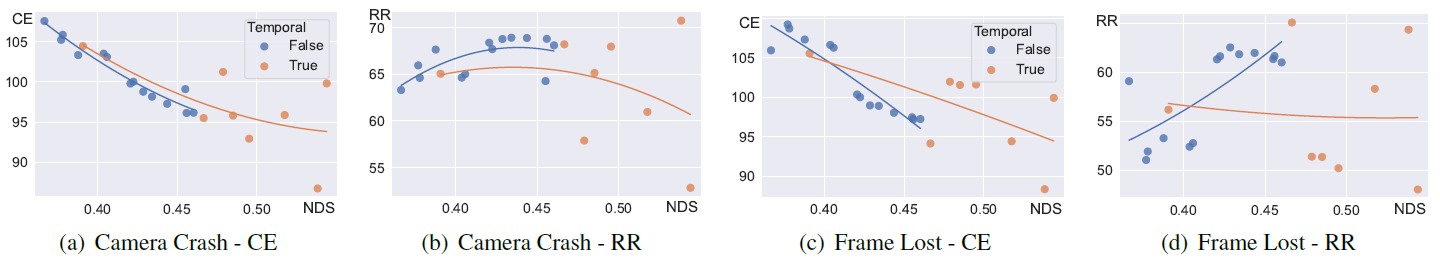 CE
105
100
95
90
0.40
0.45
0.50
NDS
Temporal
False
True
(a) Camera Crash - CE
RR
70
65
60
55
0.40
0.45
0.50
NDS
(b) Camera Crash - RR
CE
105
100
95
90
0.40
0.45
0.50
NDS
Temporal
False
True
(c) Frame Lost - CE
RR
60
55
50
0.40
0.45
0.50
NDS
(d) Frame Lost - RR